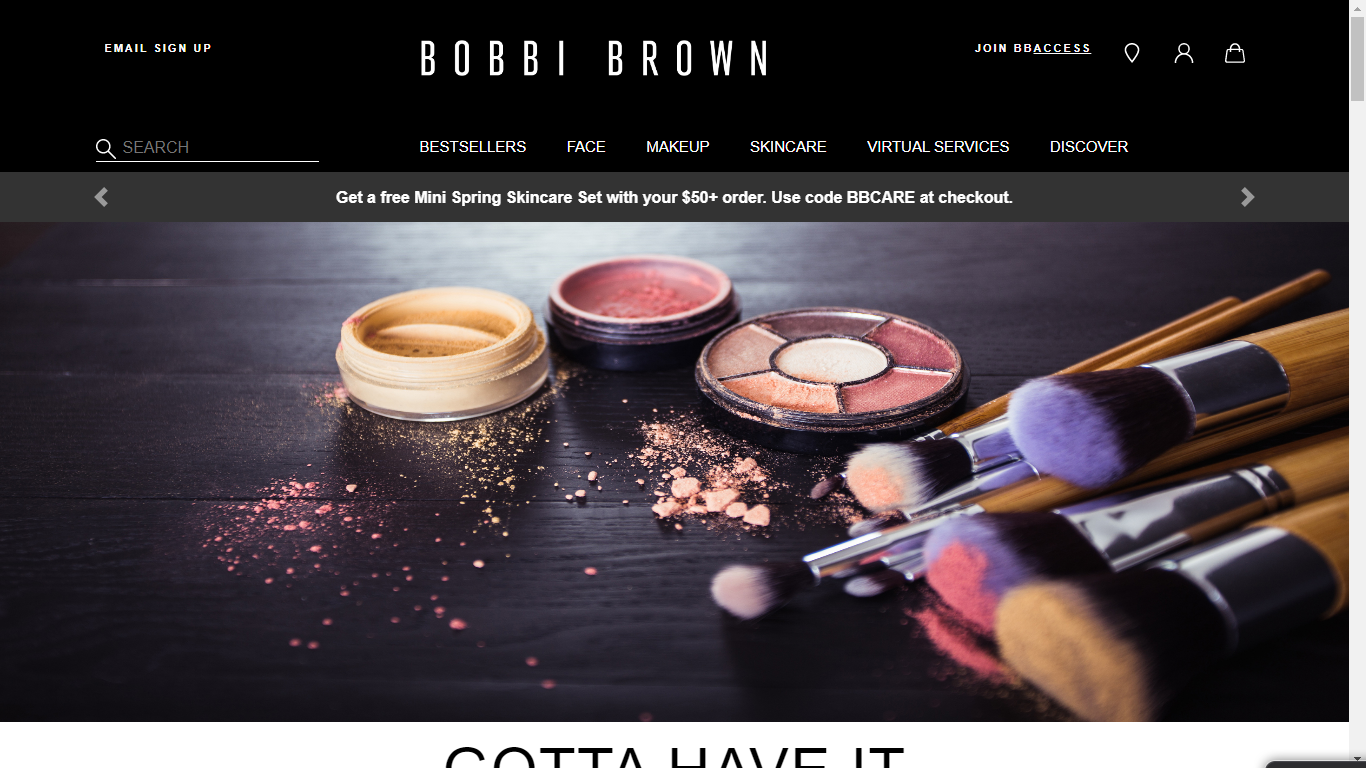 EMAIL SIGN UP
BOBBI BROWN
JOIN BBACCESS
SEARCH
BESTSELLERS
FACE
MAKEUP
SKINCARE
VIRTUAL SERVICES
DISCOVER
Get a free Mini Spring Skincare Set with your $50+ order. Use code BBCARE at checkout.
GOTTA HAVE IT